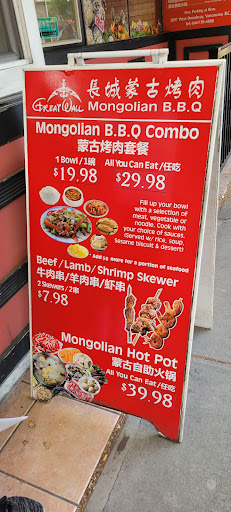 長城蒙古烤肉
GREAT WALL Mongolian B.B.Q
Mongolian B.B.Q Combo
蒙古烤肉套餐
1 Bowl / 1碗 All You Can Eat / 任吃
$19.98 $29.98
Fill up your bowl
with a selection of
meat, vegetable or
noodle. Cook with
your choice of sauces.
(Served w/ rice, soup,
sesame biscuit & dessert)
Add $5 more for a portion of seafood
Beef / Lamb / Shrimp Skewer
牛肉串/羊肉串/虾串
2 Skewers / 2串
$7.98
Mongolian Hot Pot
蒙古自助火锅
All You Can Eat / 任吃
$39.98